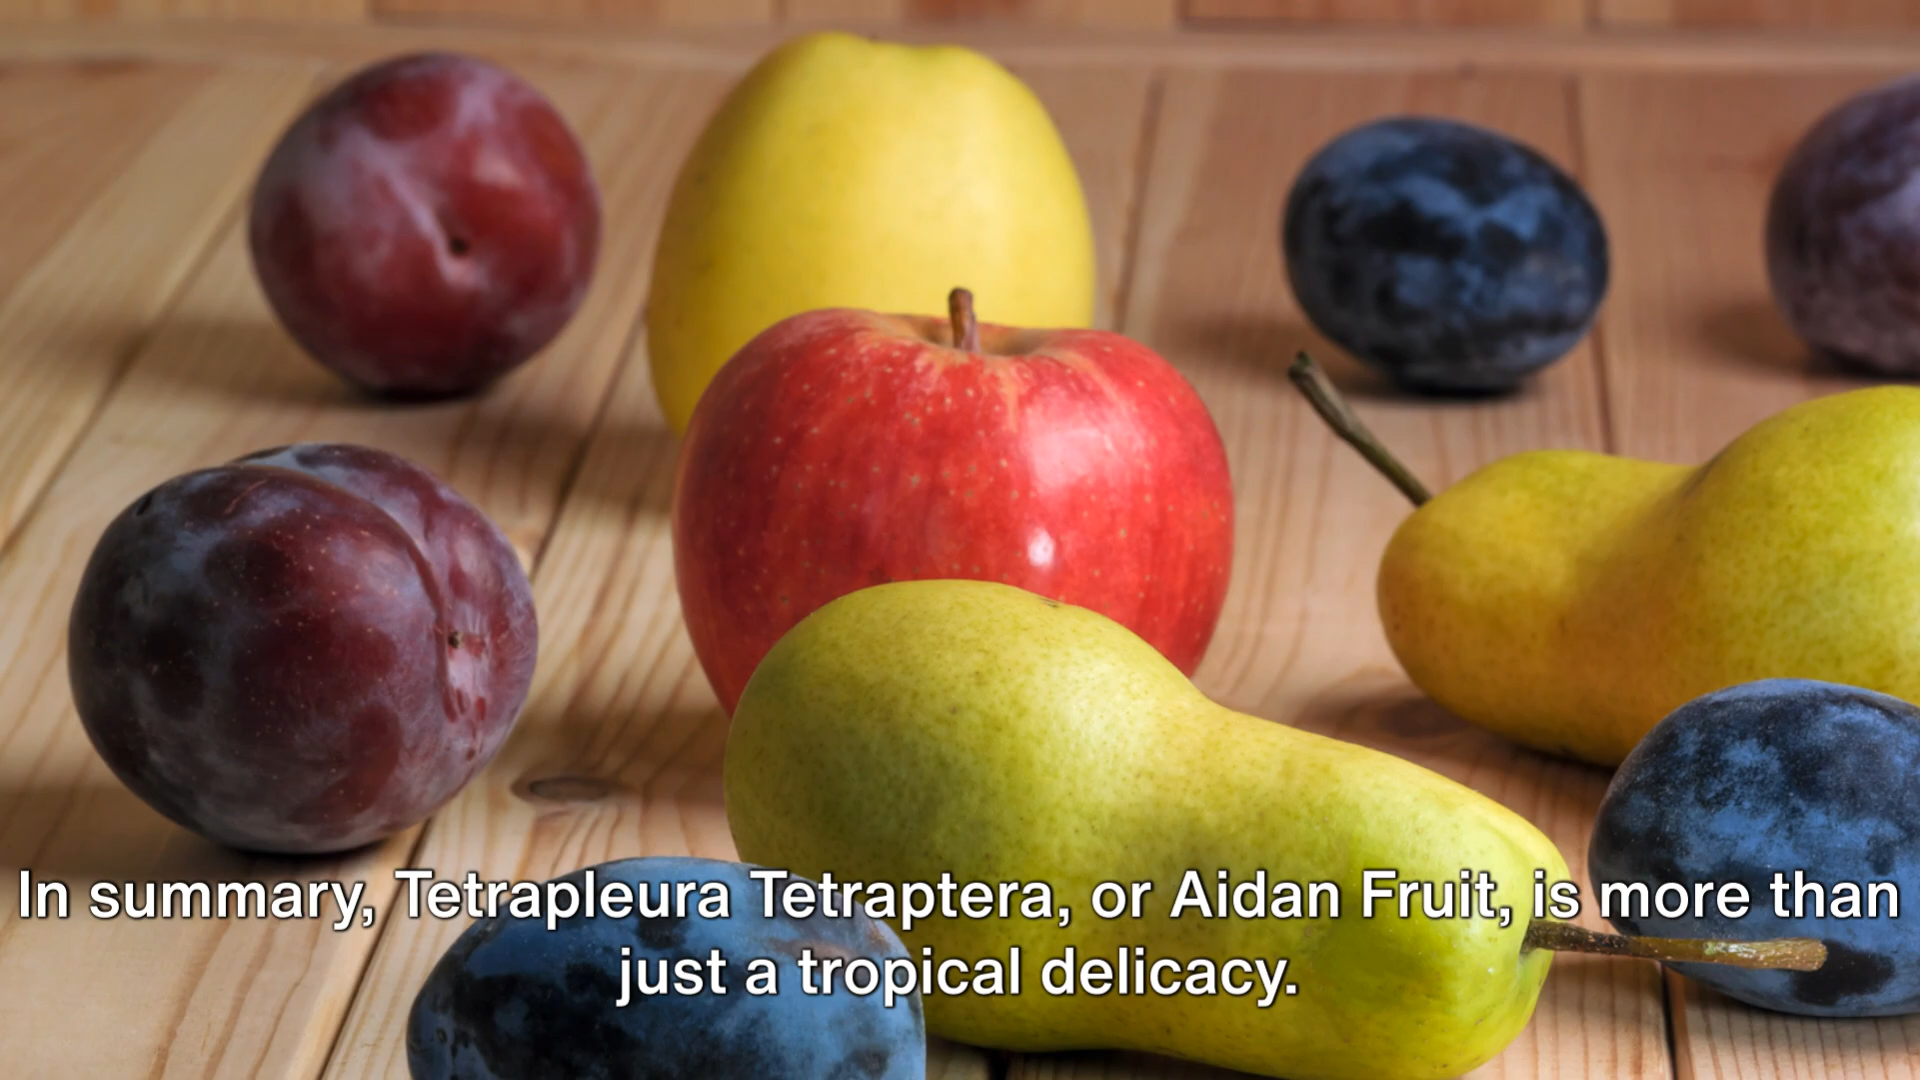 In summary, Tetrapleura Tetraptera, or Aidan Fruit, is more than
just a tropical delicacy.